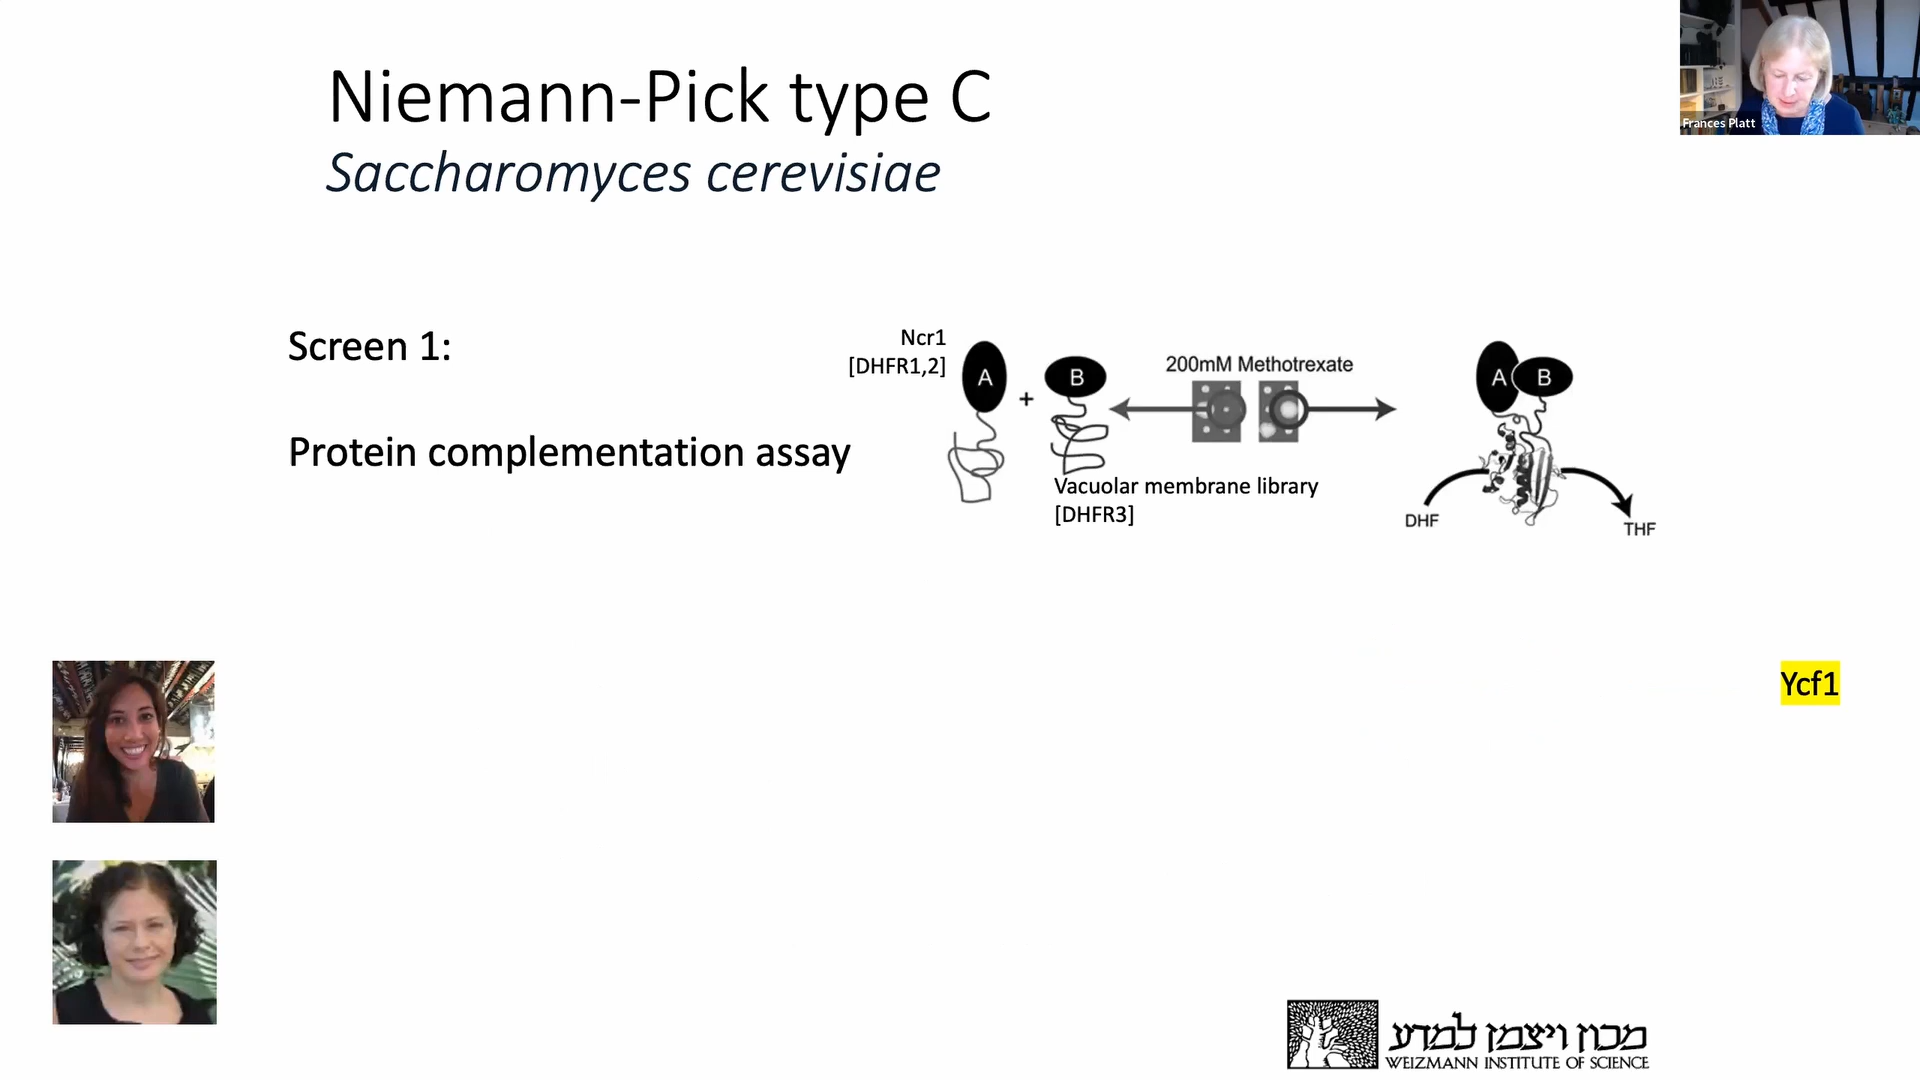 Niemann-Pick type C
Saccharomyces cerevisiae
Frances Platt
Screen 1:
Protein complementation assay
Ncr1
[DHFR1,2]
A
+
B
200mM Methotrexate
Vacuolar membrane library
[DHFR3]
A
B
DHF
THF
Ycf1
מכון ויצמן למדע
WEIZMANN INSTITUTE OF SCIENCE